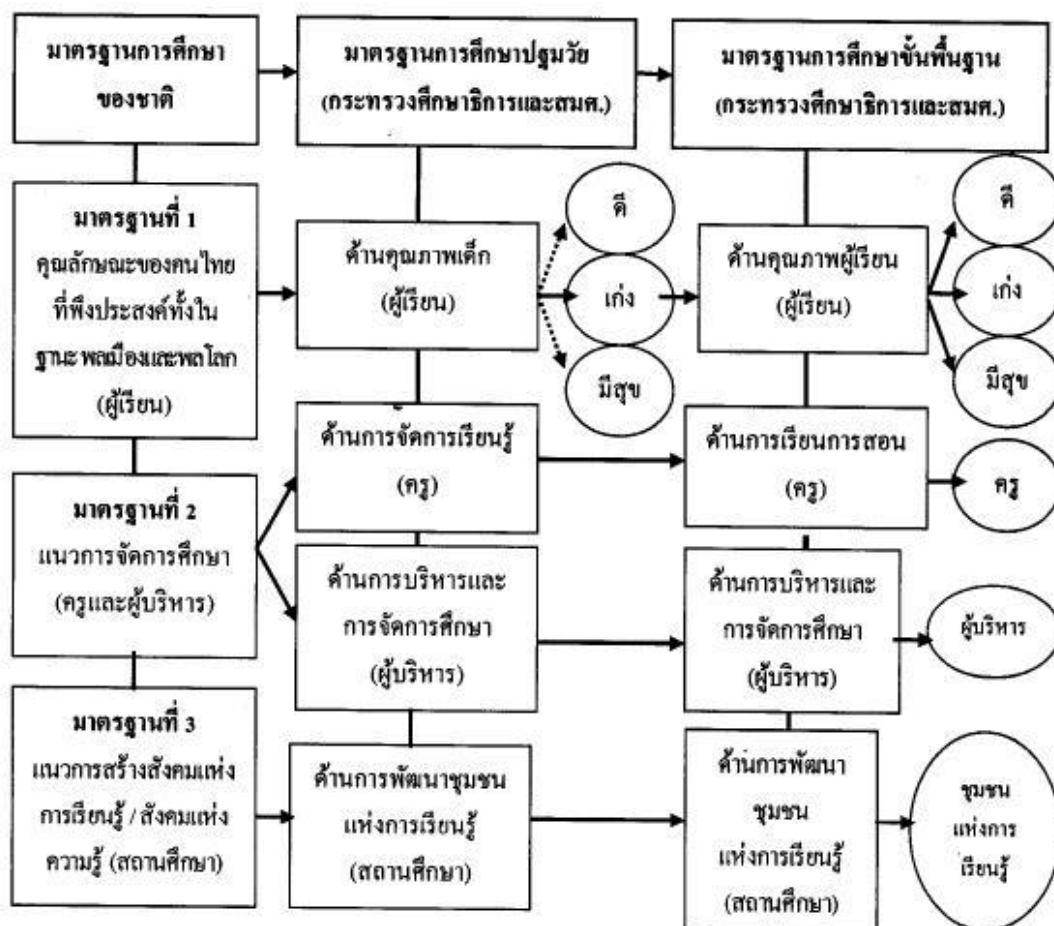 มาตรฐานการศึกษา
ของชาติ
มาตรฐานการศึกษาปฐมวัย
(กระทรวงศึกษาธิการและสมศ.)
มาตรฐานการศึกษาขั้นพื้นฐาน
(กระทรวงศึกษาธิการและสมศ.)
มาตรฐานที่ 1
คุณลักษณะของคนไทย
ที่พึงประสงค์ทั้งใน
ฐานะพลเมืองและพลโลก
(ผู้เรียน)
ด้านคุณภาพเด็ก
(ผู้เรียน)
ดี
เก่ง
มีสุข
ด้านคุณภาพผู้เรียน
(ผู้เรียน)
ดี
เก่ง
มีสุข
มาตรฐานที่ 2
แนวการจัดการศึกษา
(ครูและผู้บริหาร)
ด้านการจัดการเรียนรู้
(ครู)
ด้านการเรียนการสอน
(ครู)
ครู
ด้านการบริหารและ
การจัดการศึกษา
(ผู้บริหาร)
ด้านการบริหารและ
การจัดการศึกษา
(ผู้บริหาร)
ผู้บริหาร
มาตรฐานที่ 3
แนวการสร้างสังคมแห่ง
การเรียนรู้ / สังคมแห่ง
ความรู้ (สถานศึกษา)
ด้านการพัฒนาชุมชน
แห่งการเรียนรู้
(สถานศึกษา)
ด้านการพัฒนา
ชุมชน
แห่งการเรียนรู้
(สถานศึกษา)
ชุมชน
แห่งการ
เรียนรู้